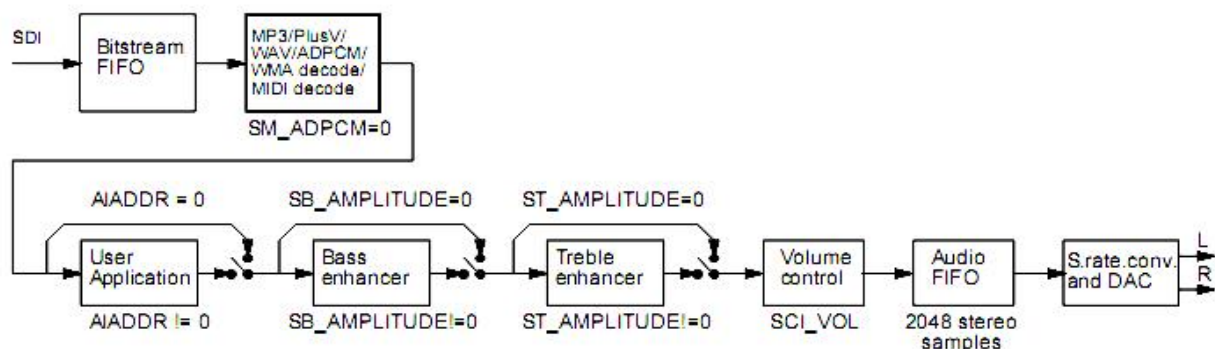 SDI
Bitstream
FIFO
MP3/PlusV/
WAV/ADPCM/
WMA decode/
MIDI decode
SM_ADPCM=0
AIADDR = 0
SB_AMPLITUDE=0
ST_AMPLITUDE=0
User
Application
Bass
enhancer
Treble
enhancer
Volume
control
Audio
FIFO
S.rate.conv.
and DAC
L
R
AIADDR != 0
SB_AMPLITUDE!=0
ST_AMPLITUDE!=0
SCI_VOL
2048 stereo
samples